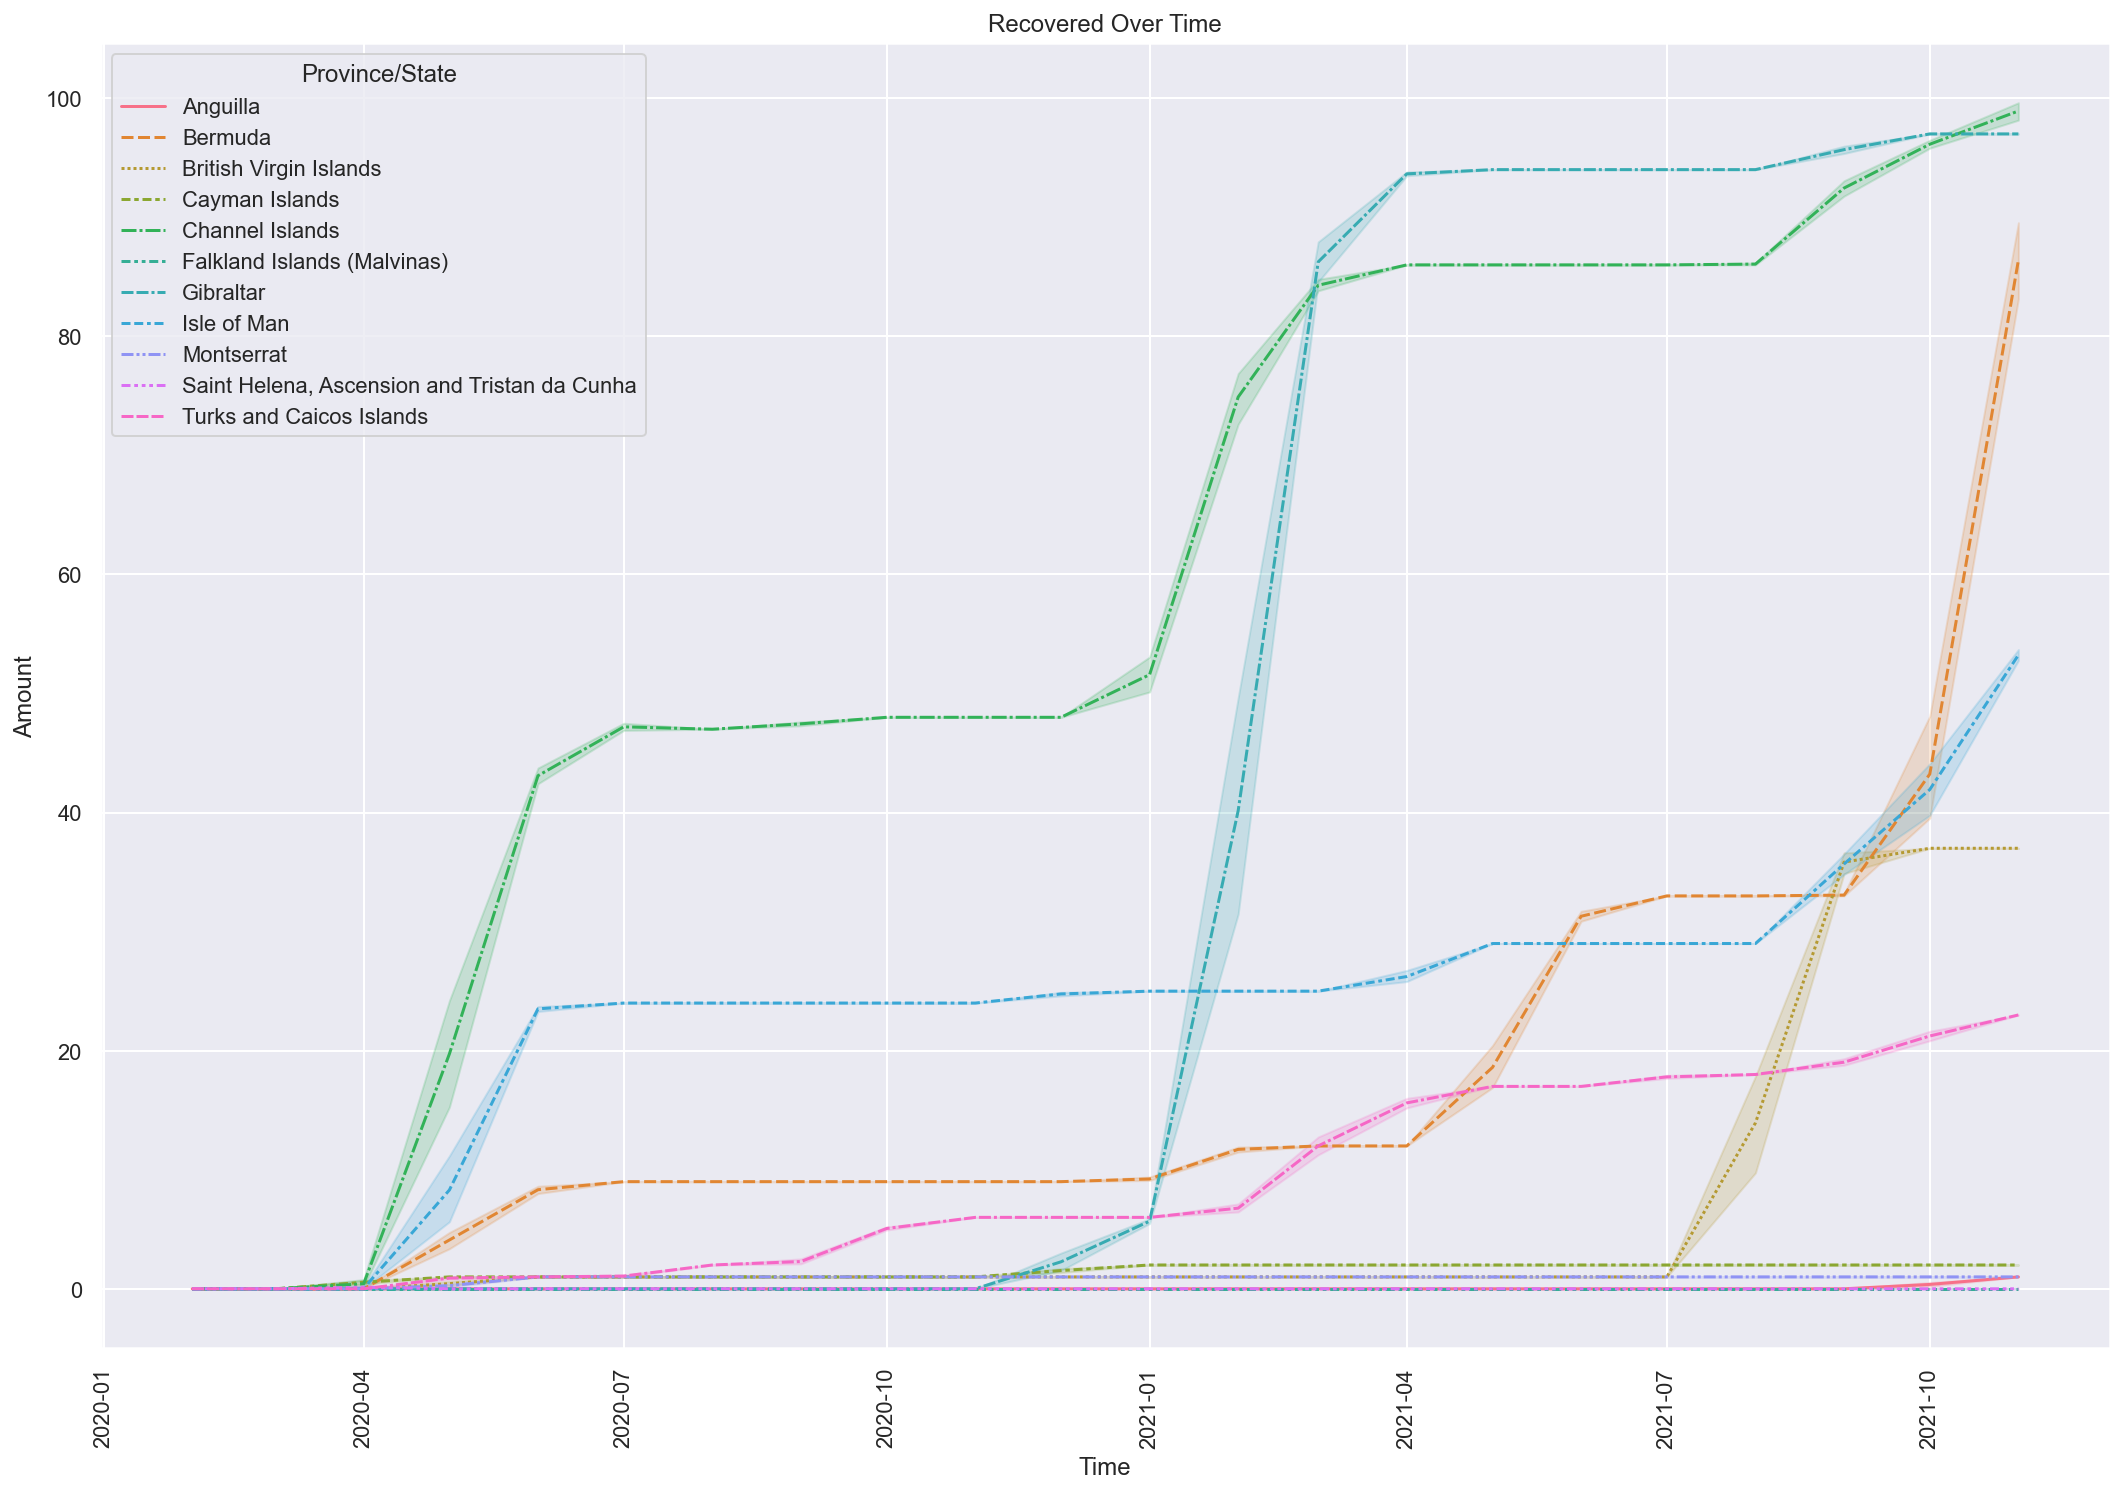 Recovered Over Time
Province/State
Anguilla
Bermuda
British Virgin Islands
Cayman Islands
Channel Islands
Falkland Islands (Malvinas)
Gibraltar
Isle of Man
Montserrat
Saint Helena, Ascension and Tristan da Cunha
Turks and Caicos Islands
Amount
100
80
60
40
20
0
2020-01
2020-04
2020-07
2020-10
2021-01
2021-04
2021-07
2021-10
Time